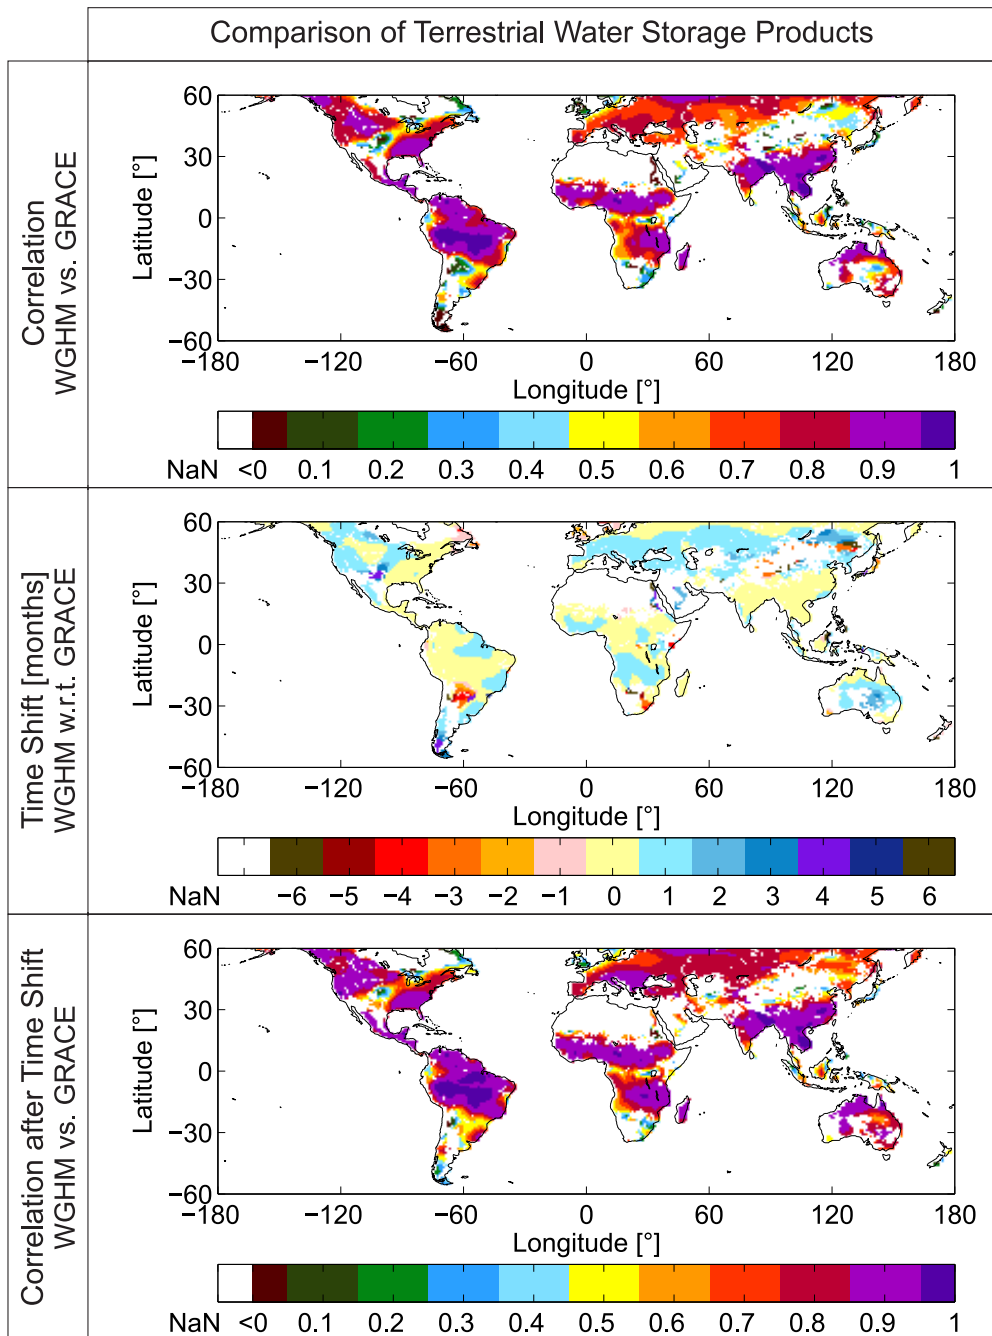 Comparison of Terrestrial Water Storage Products
Correlation
WGHM vs. GRACE
Latitude [°]
60
30
0
−30
−60
−180 −120 −60 0 60 120 180
Longitude [°]
NaN <0 0.1 0.2 0.3 0.4 0.5 0.6 0.7 0.8 0.9 1
Time Shift [months]
WGHM w.r.t. GRACE
Latitude [°]
60
30
0
−30
−60
−180 −120 −60 0 60 120 180
Longitude [°]
NaN −6 −5 −4 −3 −2 −1 0 1 2 3 4 5 6
Correlation after Time Shift
WGHM vs. GRACE
Latitude [°]
60
30
0
−30
−60
−180 −120 −60 0 60 120 180
Longitude [°]
NaN <0 0.1 0.2 0.3 0.4 0.5 0.6 0.7 0.8 0.9 1